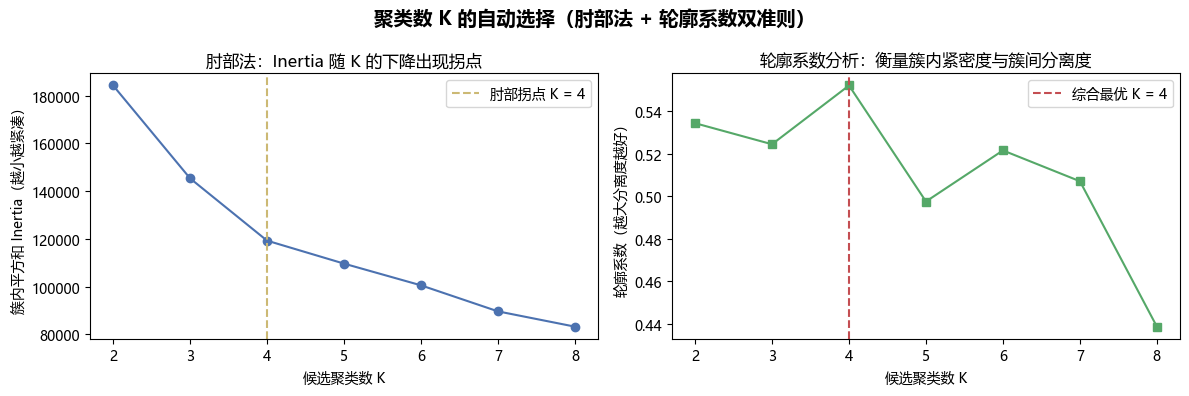 聚类数 K 的自动选择（肘部法 + 轮廓系数双准则）
肘部法：Inertia 随 K 的下降出现拐点
簇内平方和 Inertia（越小越紧凑）
180000
160000
140000
120000
100000
80000
肘部拐点 K = 4
2 3 4 5 6 7 8
候选聚类数 K
轮廓系数分析：衡量簇内紧密度与簇间分离度
轮廓系数（越大分离度越好）
0.54
0.52
0.50
0.48
0.46
0.44
综合最优 K = 4
2 3 4 5 6 7 8
候选聚类数 K